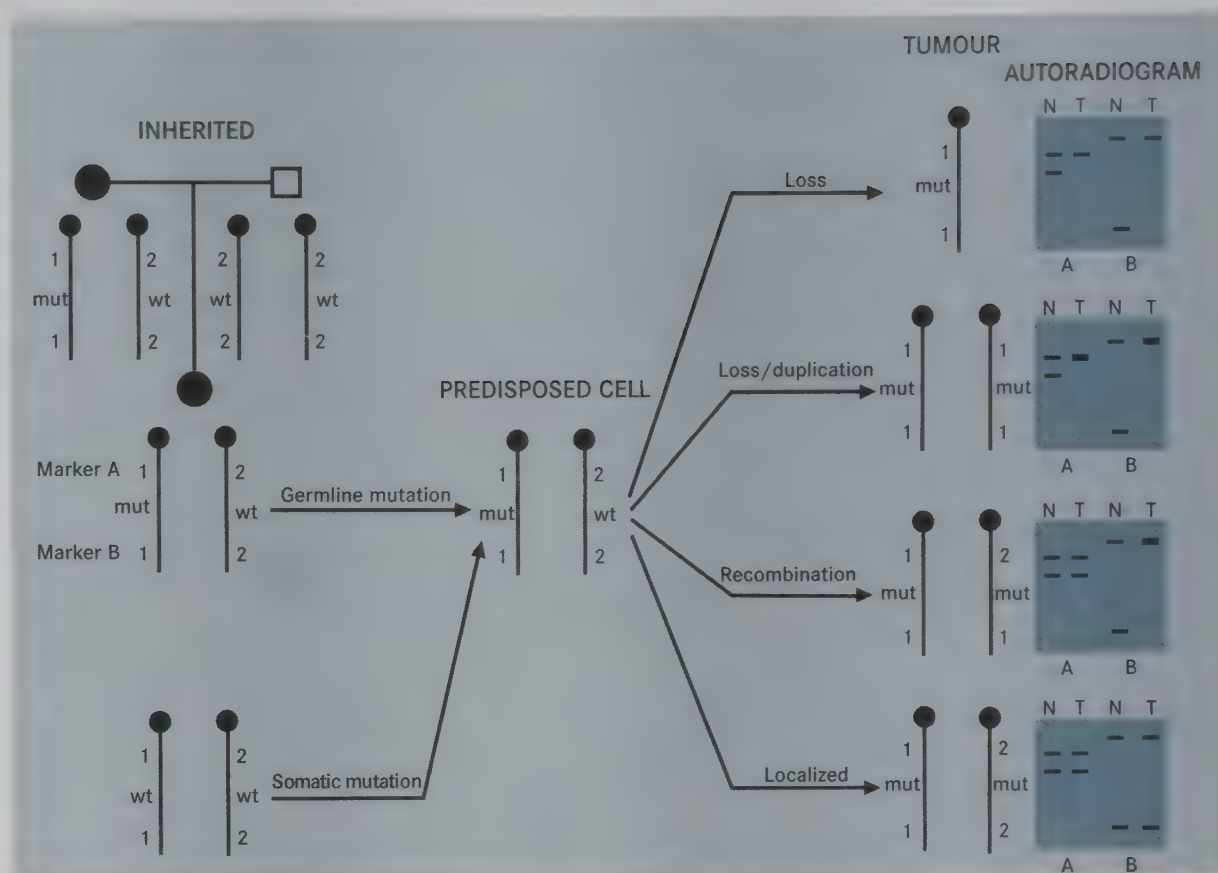 TUMOUR
AUTORADIOGRAM
N T N T
INHERITED
1
mut
1
Loss
A B
1 2 2 2
mut wt wt wt
1 2 2 2
N T N T
1 1
Loss/duplication
mut mut
1 1
A B
PREDISPOSED CELL
Marker A 1 2
mut wt
Marker B 1 2
Germline mutation
1 2
mut wt
1 2
N T N T
1 2
Recombination
mut mut
1 1
A B
1 2
wt wt
1 2
Somatic mutation
N T N T
1 2
Localized
mut mut
1 2
A B